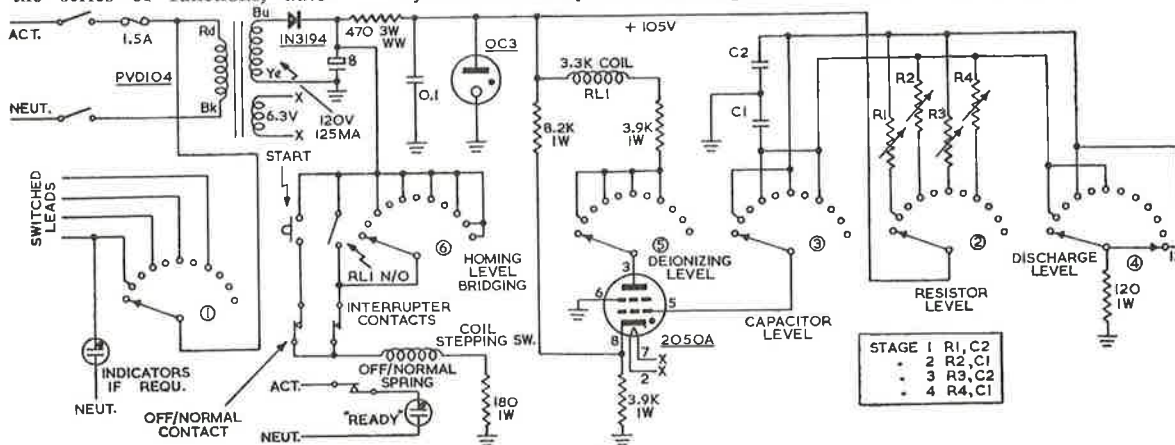 ACT.
1.5A
PVD104
NEUT.
Rd
Bk
Bu
Ye
6.3V
X
X
1N3194
120V
125MA
8
470
3W
WW
0.1
OC3
+ 105V
3.3K COIL
RL1
8.2K
1W
3.9K
1W
C2
C1
R1
R2
R3
R4
START
SWITCHED
LEADS
①
INDICATORS
IF REQU.
NEUT.
OFF/NORMAL
CONTACT
RL1 N/O
⑥
HOMING
LEVEL
BRIDGING
INTERRUPTER
CONTACTS
COIL
STEPPING SW.
OFF/NORMAL
SPRING
ACT.
"READY"
NEUT.
180
1W
⑤
DEIONIZING
LEVEL
3
6
5
8
7
2
X
X
2050A
3.9K
1W
③
CAPACITOR
LEVEL
②
RESISTOR
LEVEL
DISCHARGE
LEVEL
④
120
1W
STAGE 1 R1,C2
" 2 R2,C1
" 3 R3,C2
" 4 R4,C1